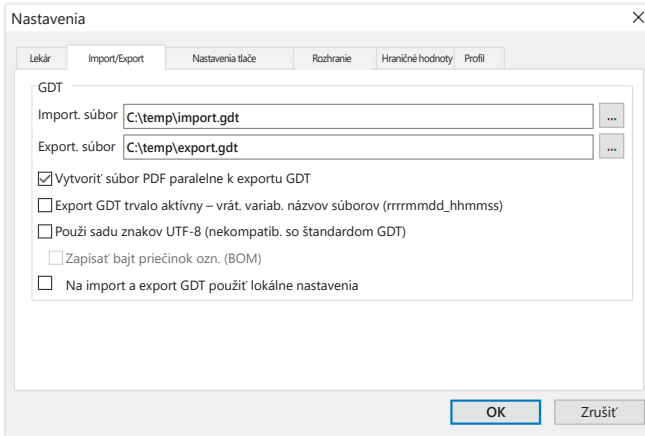 Nastavenia
Lekár Import/Export Nastavenia tlače Rozhranie Hraničné hodnoty Profil
GDT
Import. súbor C:\temp\import.gdt ...
Export. súbor C:\temp\export.gdt ...
Vytvoriť súbor PDF paralelne k exportu GDT
Export GDT trvalo aktívny – vrát. variab. názvov súborov (rrrrmmdd_hhmmss)
Použi sadu znakov UTF-8 (nekompatib. so štandardom GDT)
Zapísať bajt priečinok ozn. (BOM)
Na import a export GDT použiť lokálne nastavenia
OK Zrušiť